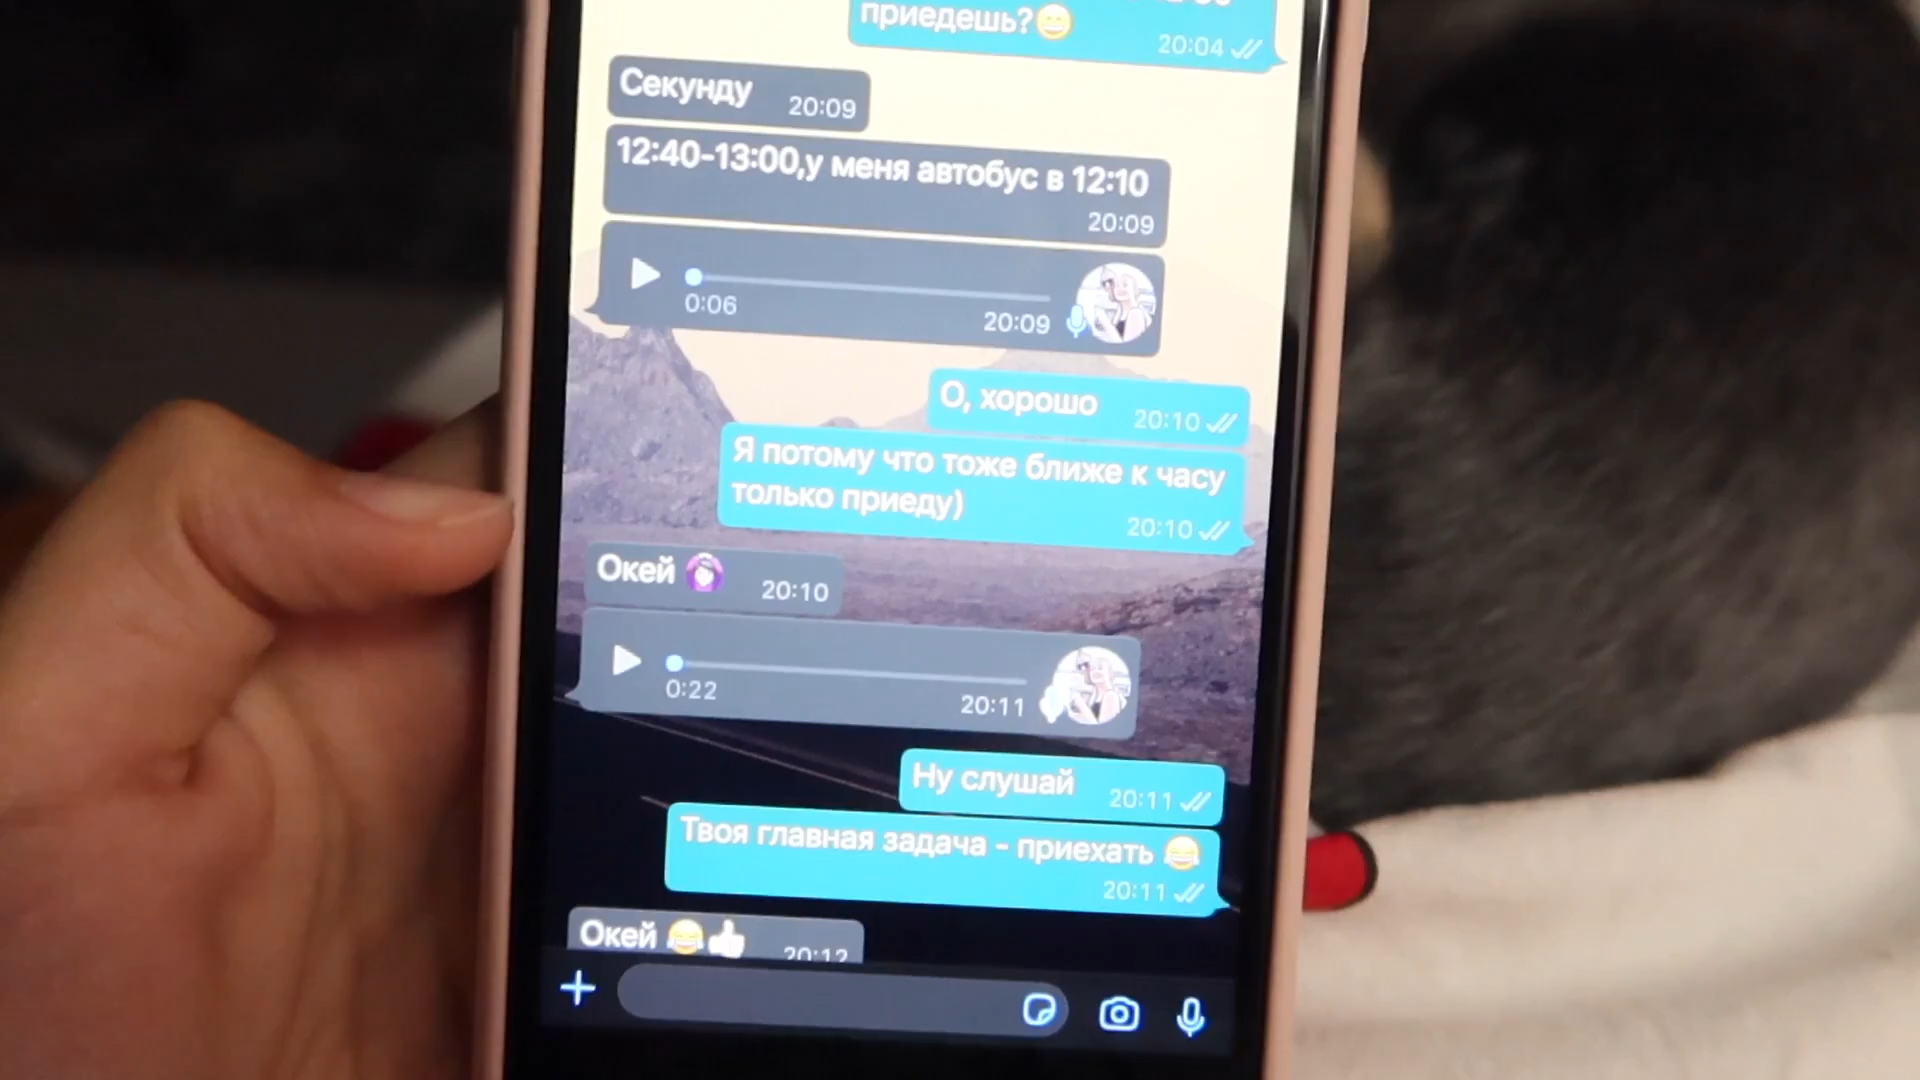 приедешь?😄
20:04
Секунду 20:09
12:40-13:00,у меня автобус в 12:10
20:09
0:06 20:09
О, хорошо 20:10
Я потому что тоже ближе к часу
только приеду)
20:10
Окей 🙆🏻‍♀️ 20:10
0:22 20:11
Ну слушай 20:11
Твоя главная задача - приехать 😂
20:11
Окей 😂👍🏻 20:12